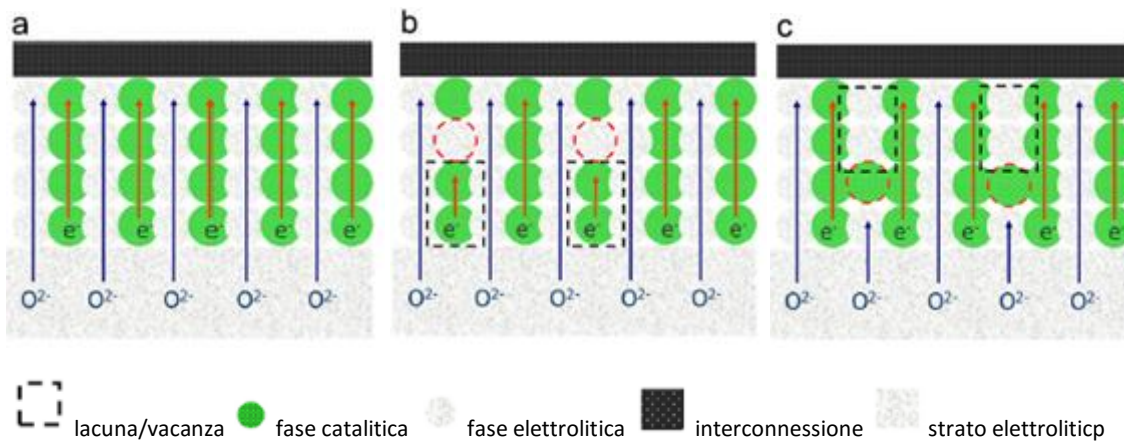 a b c
e⁻ e⁻ e⁻ e⁻ e⁻ e⁻ e⁻ e⁻ e⁻ e⁻ e⁻ e⁻ e⁻ e⁻ e⁻
O²⁻ O²⁻ O²⁻ O²⁻ O²⁻ O²⁻ O²⁻ O²⁻ O²⁻ O²⁻ O²⁻ O²⁻ O²⁻ O²⁻ O²⁻
lacuna/vacanza fase catalitica fase elettrolitica interconnessione strato elettroliticp